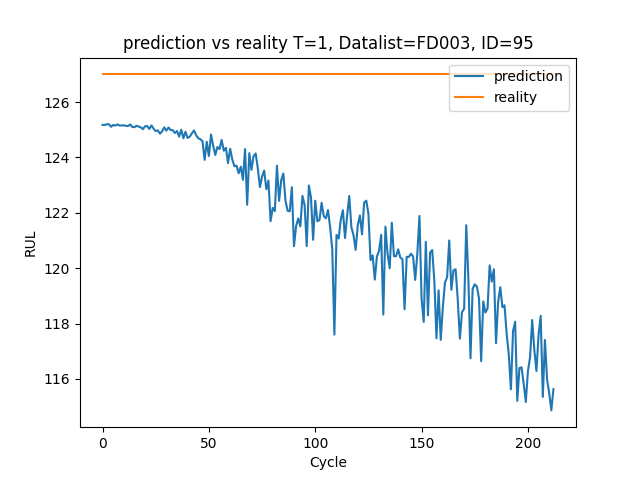 prediction vs reality T=1, Datalist=FD003, ID=95
prediction
reality
RUL
126
124
122
120
118
116
0
50
100
150
200
Cycle